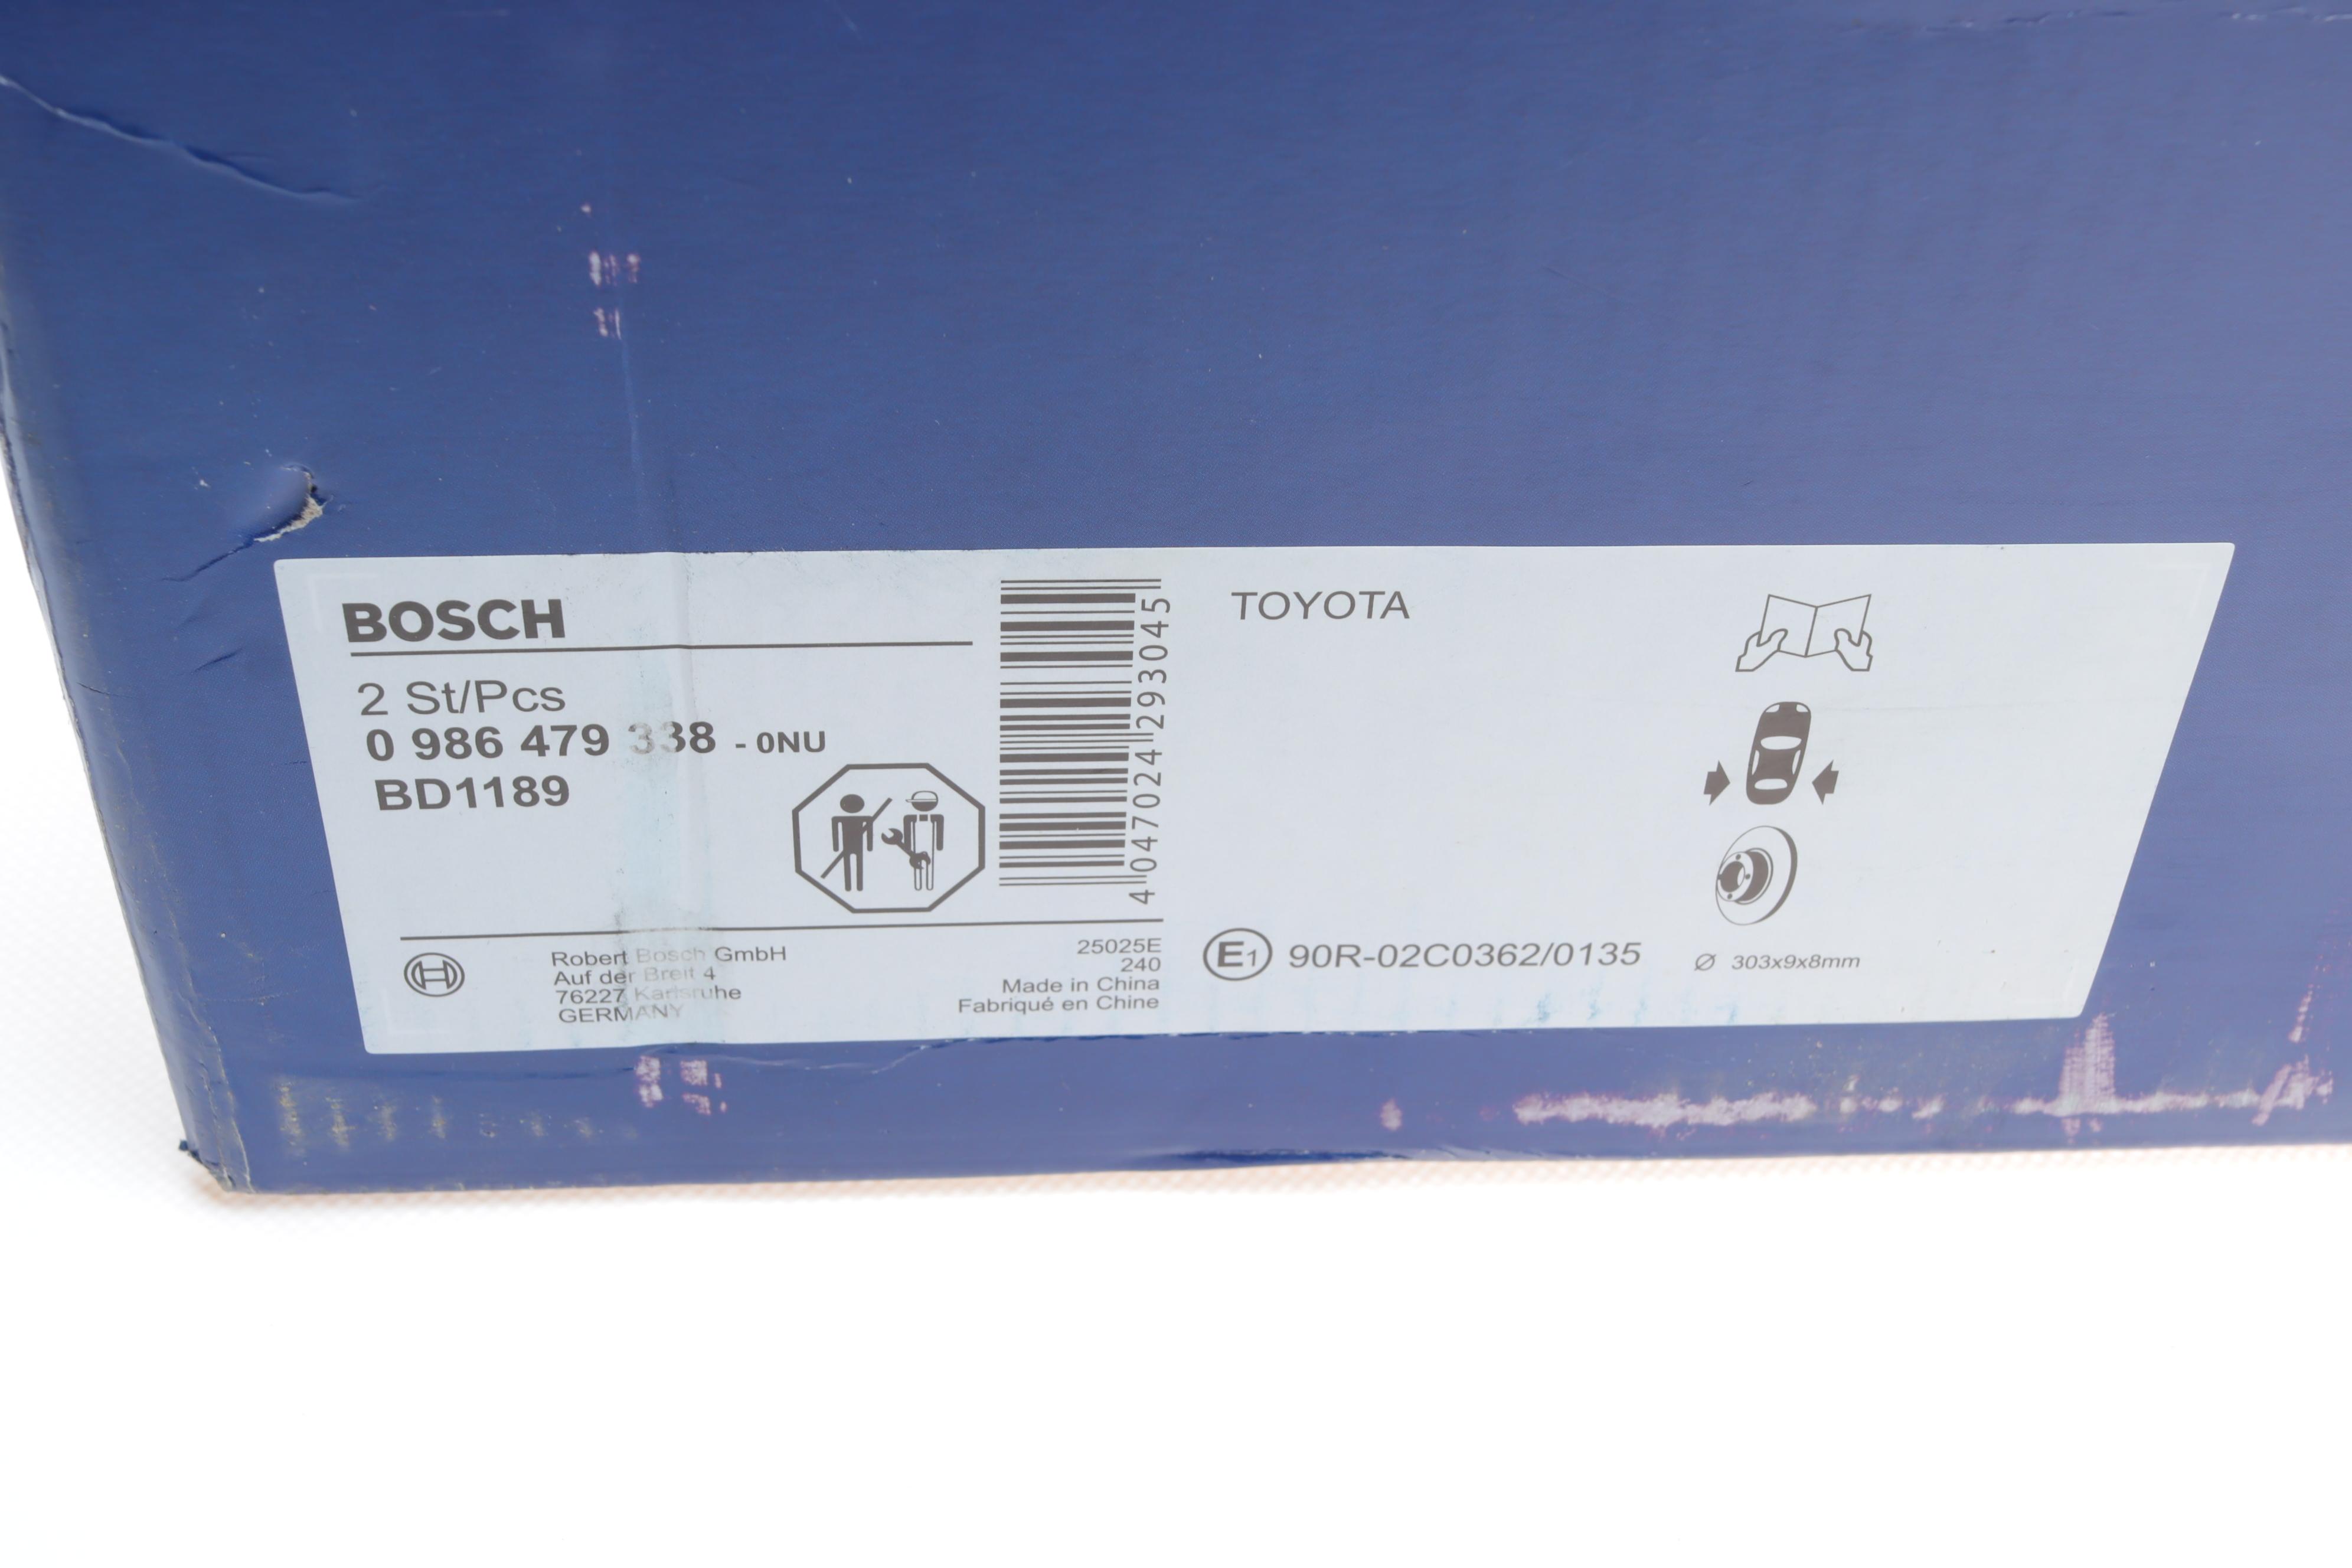 BOSCH
2 St/Pcs
0 986 479 338 - 0NU
BD1189
4 047024 293045
Robert Bosch GmbH
Auf der Breit 4
76227 Karlsruhe
GERMANY
25025E
240
Made in China
Fabriqué en Chine
TOYOTA
E1 90R-02C0362/0135
Ø 303x9x8mm